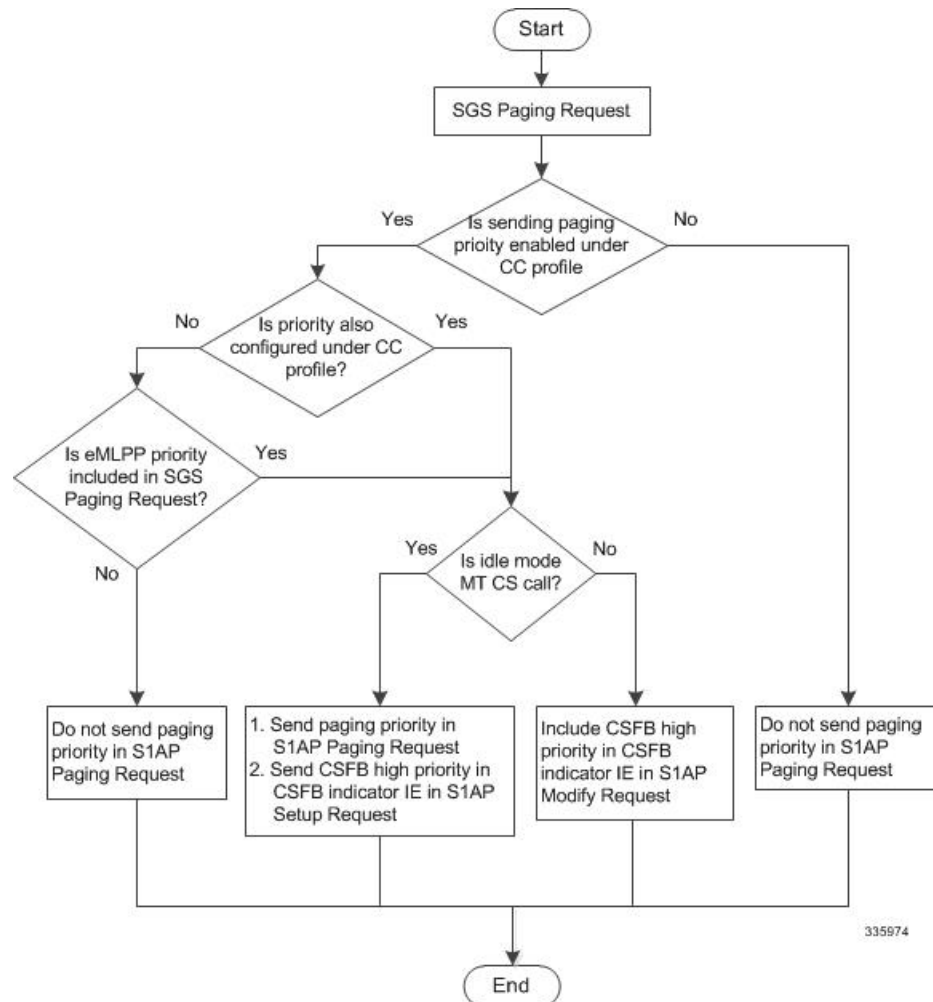 Start
SGS Paging Request
Yes
Is sending paging
prioity enabled under
CC profile
No
No
Is priority also
configured under CC
profile?
Yes
Is eMLPP priority
included in SGS
Paging Request?
Yes
No
Yes
Is idle mode
MT CS call?
No
Do not send paging
priority in S1AP
Paging Request
1. Send paging priority in
S1AP Paging Request
2. Send CSFB high priority in
CSFB indicator IE in S1AP
Setup Request
Include CSFB high
priority in CSFB
indicator IE in S1AP
Modify Request
Do not send paging
priority in S1AP
Paging Request
335974
End